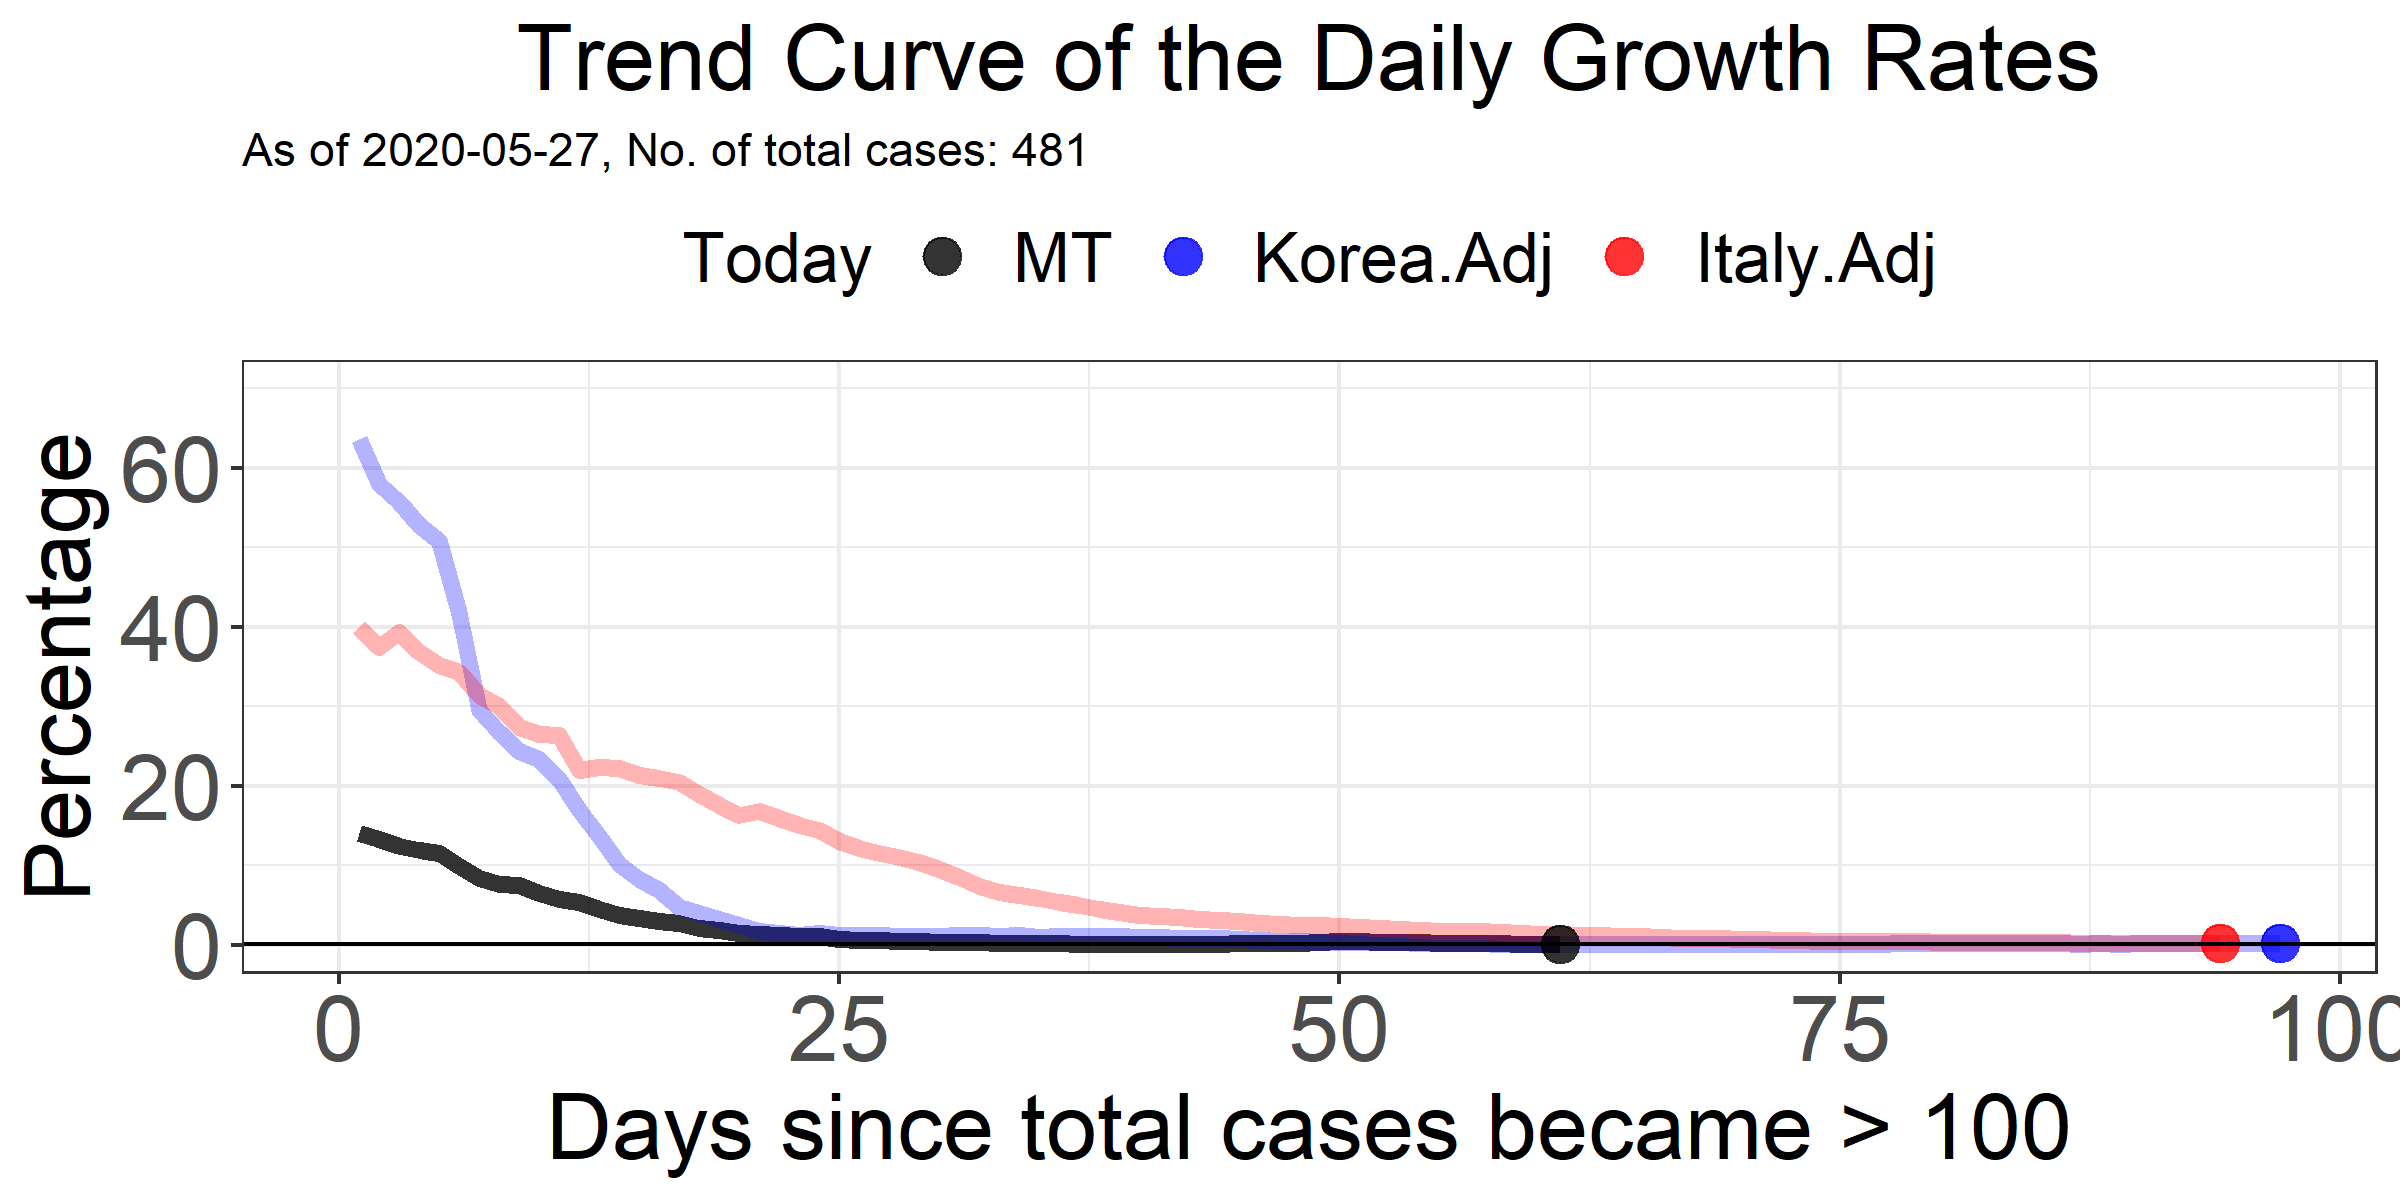 Trend Curve of the Daily Growth Rates
As of 2020-05-27, No. of total cases: 481
Today MT Korea.Adj Italy.Adj
Percentage
60
40
20
0
0 25 50 75 100
Days since total cases became > 100